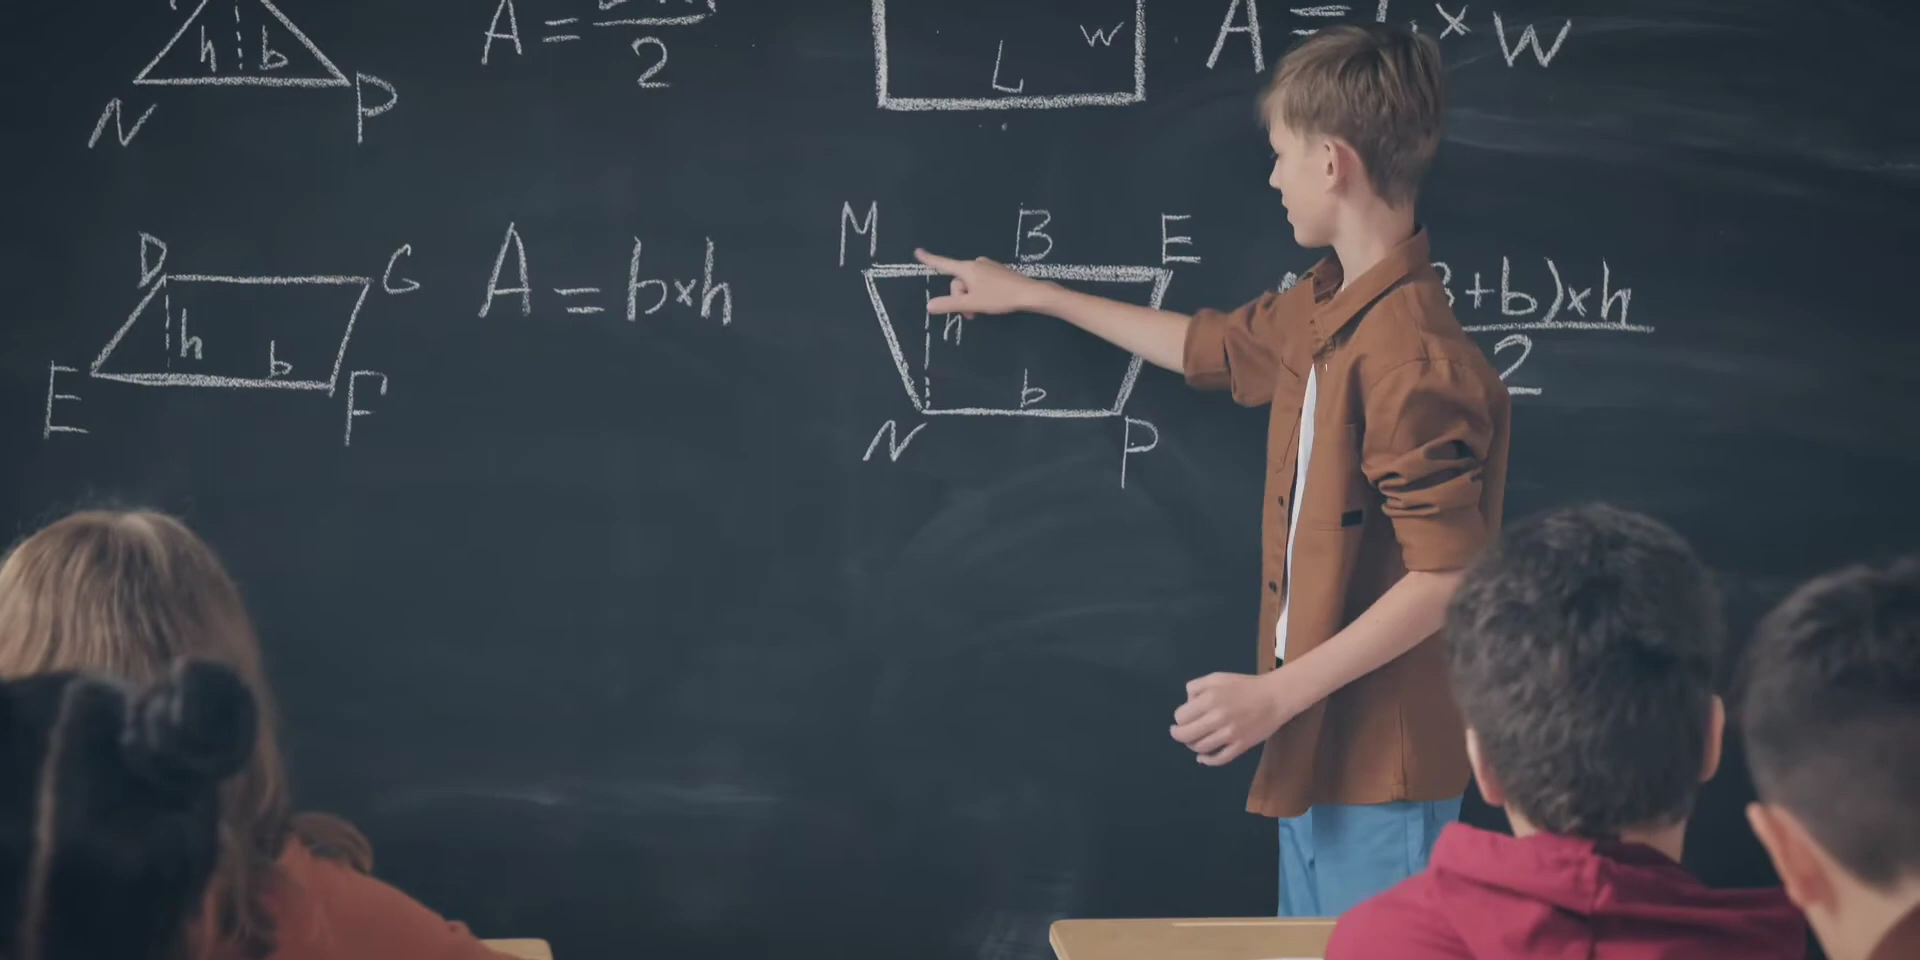 h b
N P
A = 2
L w
A = × w
D G
h b
E F
A = b×h
M B E
h
b
N P
+b)×h
2